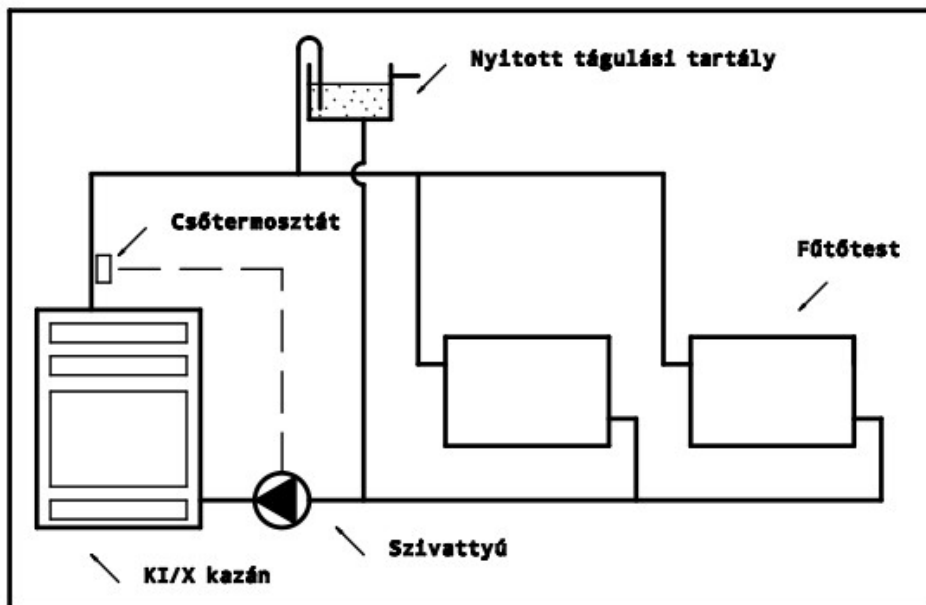 Nyitott tágulási tartály
Csőtermosztát
Fűtőtest
Szivattyú
KI/X kazán